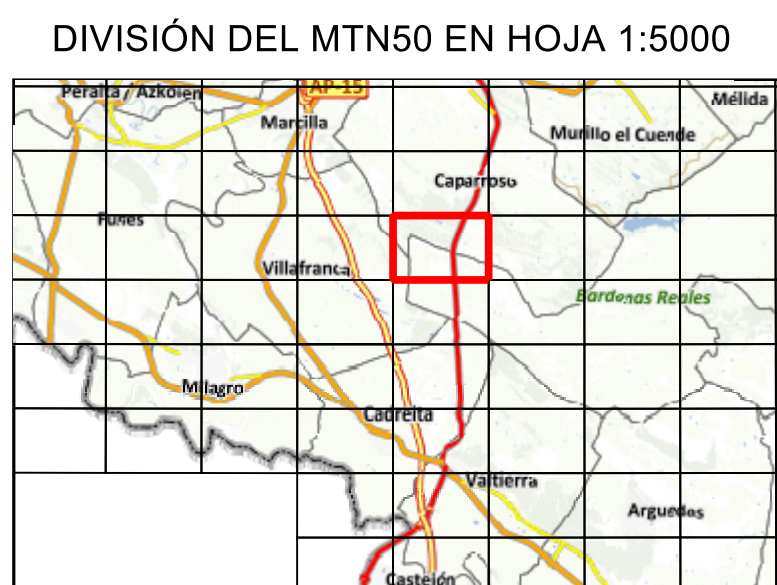 DIVISIÓN DEL MTN50 EN HOJA 1:5000
AP-15
Peralta / Azkoien
Mélida
Marcilla
Murillo el Cuende
Caparroso
Funes
Villafranca
Bardenas Reales
Milagro
Cadreita
Valtierra
Arguedas
Castejón